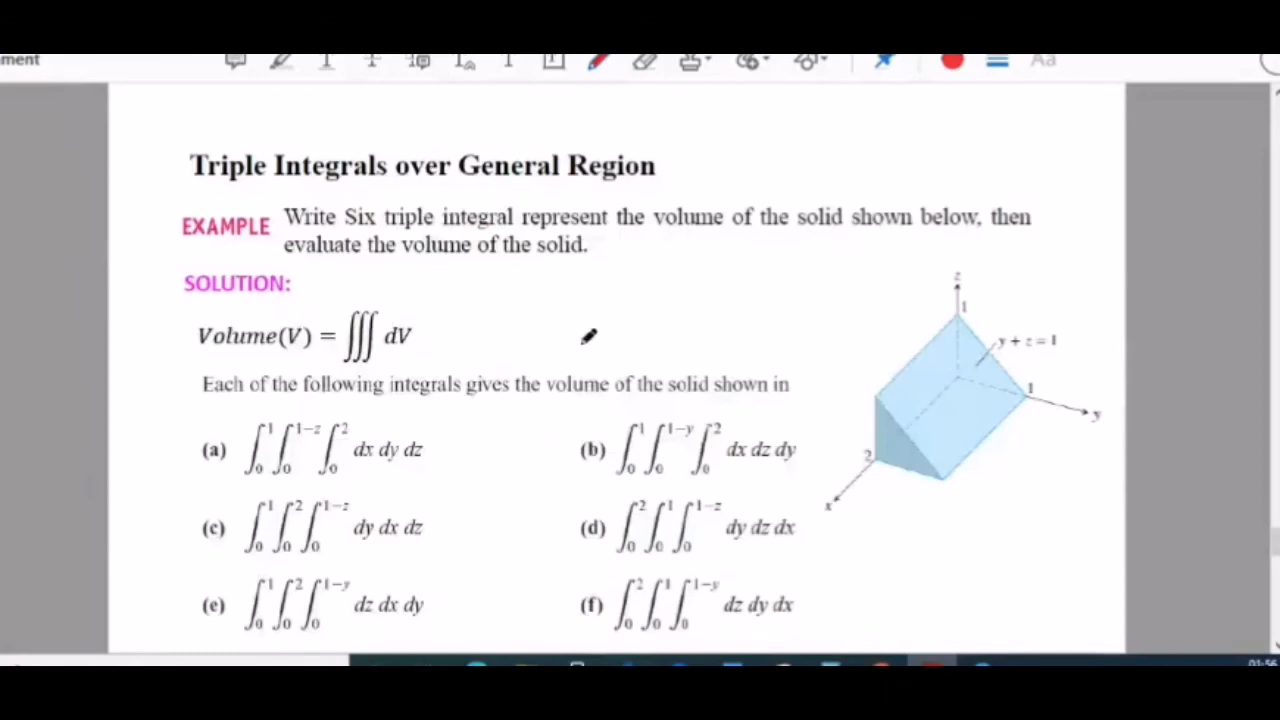 ment
Aa
Triple Integrals over General Region
EXAMPLE Write Six triple integral represent the volume of the solid shown below, then
evaluate the volume of the solid.
SOLUTION:
Volume(V) = ∭ dV
Each of the following integrals gives the volume of the solid shown in
(a) ∫₀¹ ∫₀^{1−z} ∫₀² dx dy dz
(b) ∫₀¹ ∫₀^{1−y} ∫₀² dx dz dy
(c) ∫₀¹ ∫₀² ∫₀^{1−z} dy dx dz
(d) ∫₀² ∫₀¹ ∫₀^{1−z} dy dz dx
(e) ∫₀¹ ∫₀² ∫₀^{1−y} dz dx dy
(f) ∫₀² ∫₀¹ ∫₀^{1−y} dz dy dx
z
1
y + z = 1
1
y
2
x
01:56